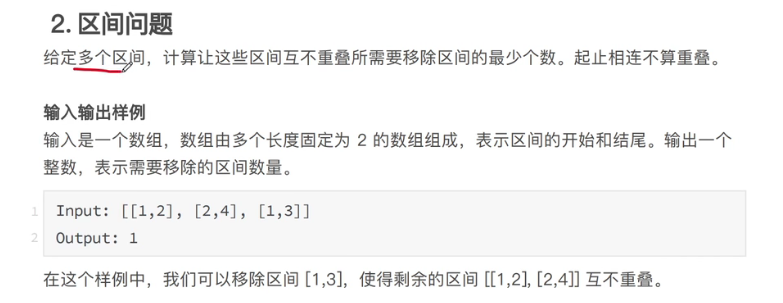 2. 区间问题
给定多个区间，计算让这些区间互不重叠所需要移除区间的最少个数。起止相连不算重叠。
输入输出样例
输入是一个数组，数组由多个长度固定为 2 的数组组成，表示区间的开始和结尾。输出一个
整数，表示需要移除的区间数量。
1 Input: [[1,2], [2,4], [1,3]]
2 Output: 1
在这个样例中，我们可以移除区间 [1,3]，使得剩余的区间 [[1,2], [2,4]] 互不重叠。